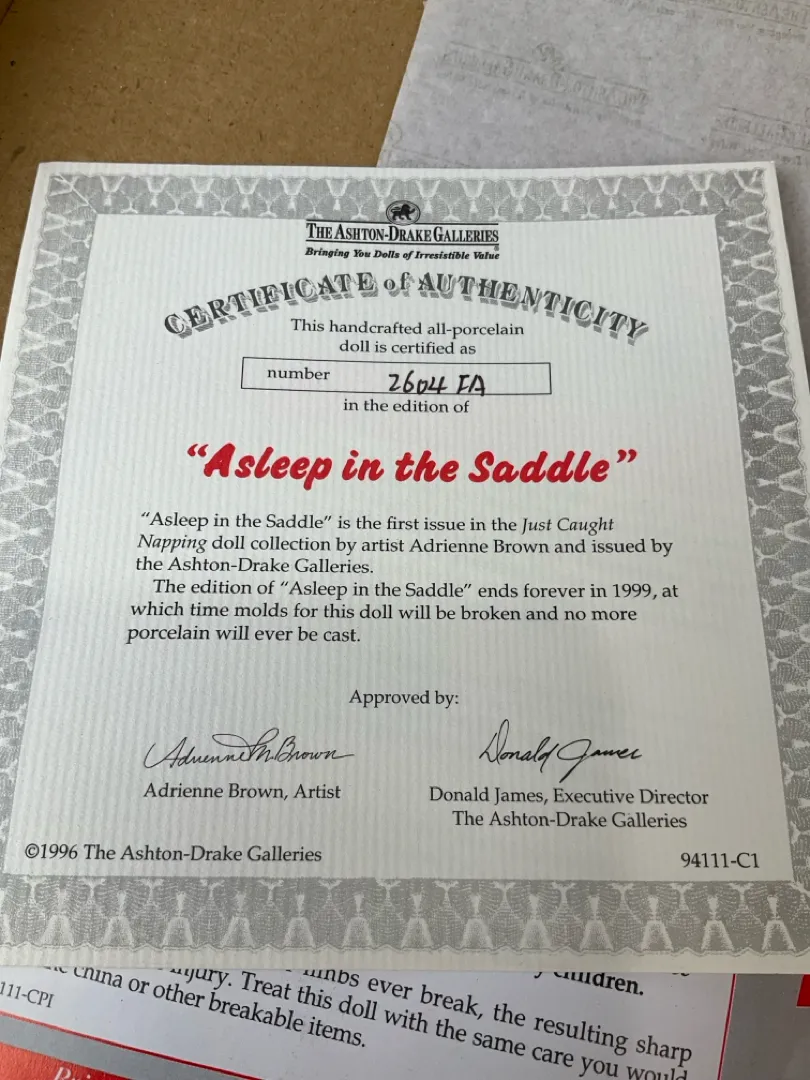 THE ASHTON-DRAKE GALLERIES®
Bringing You Dolls of Irresistible Value
CERTIFICATE of AUTHENTICITY
This handcrafted all-porcelain
doll is certified as
number 2604 FA
in the edition of
“Asleep in the Saddle”
“Asleep in the Saddle” is the first issue in the Just Caught
Napping doll collection by artist Adrienne Brown and issued by
the Ashton-Drake Galleries.
The edition of “Asleep in the Saddle” ends forever in 1999, at
which time molds for this doll will be broken and no more
porcelain will ever be cast.
Approved by:
Adrienne M. Brown
Donald James
Adrienne Brown, Artist
Donald James, Executive Director
The Ashton-Drake Galleries
©1996 The Ashton-Drake Galleries
94111-C1
children.
limbs ever break, the resulting sharp
injury. Treat this doll with the same care you would
china or other breakable items.
111-CPI